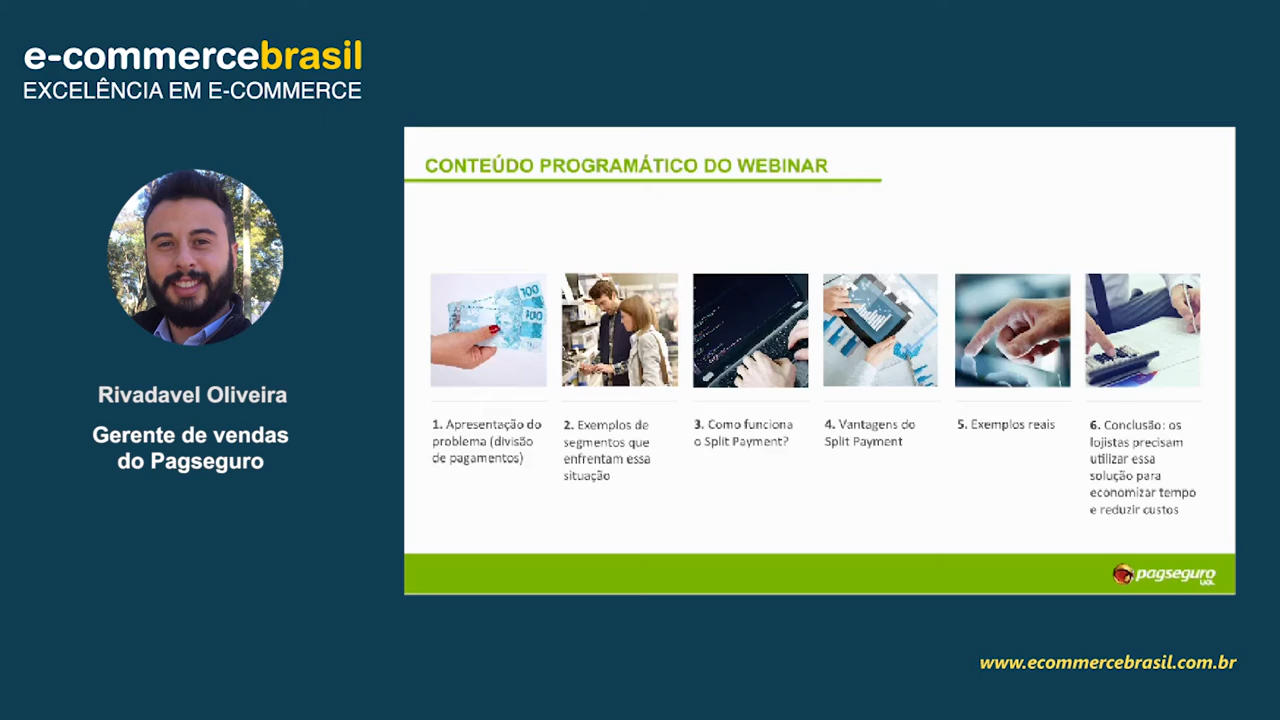 e-commercebrasil
EXCELÊNCIA EM E-COMMERCE
Rivadavel Oliveira
Gerente de vendas
do Pagseguro
CONTEÚDO PROGRAMÁTICO DO WEBINAR
100
100
1. Apresentação do
problema (divisão
de pagamentos)
2. Exemplos de
segmentos que
enfrentam essa
situação
3. Como funciona
o Split Payment?
4. Vantagens do
Split Payment
5. Exemplos reais
6. Conclusão: os
lojistas precisam
utilizar essa
solução para
economizar tempo
e reduzir custos
pagseguro
UOL
www.ecommercebrasil.com.br